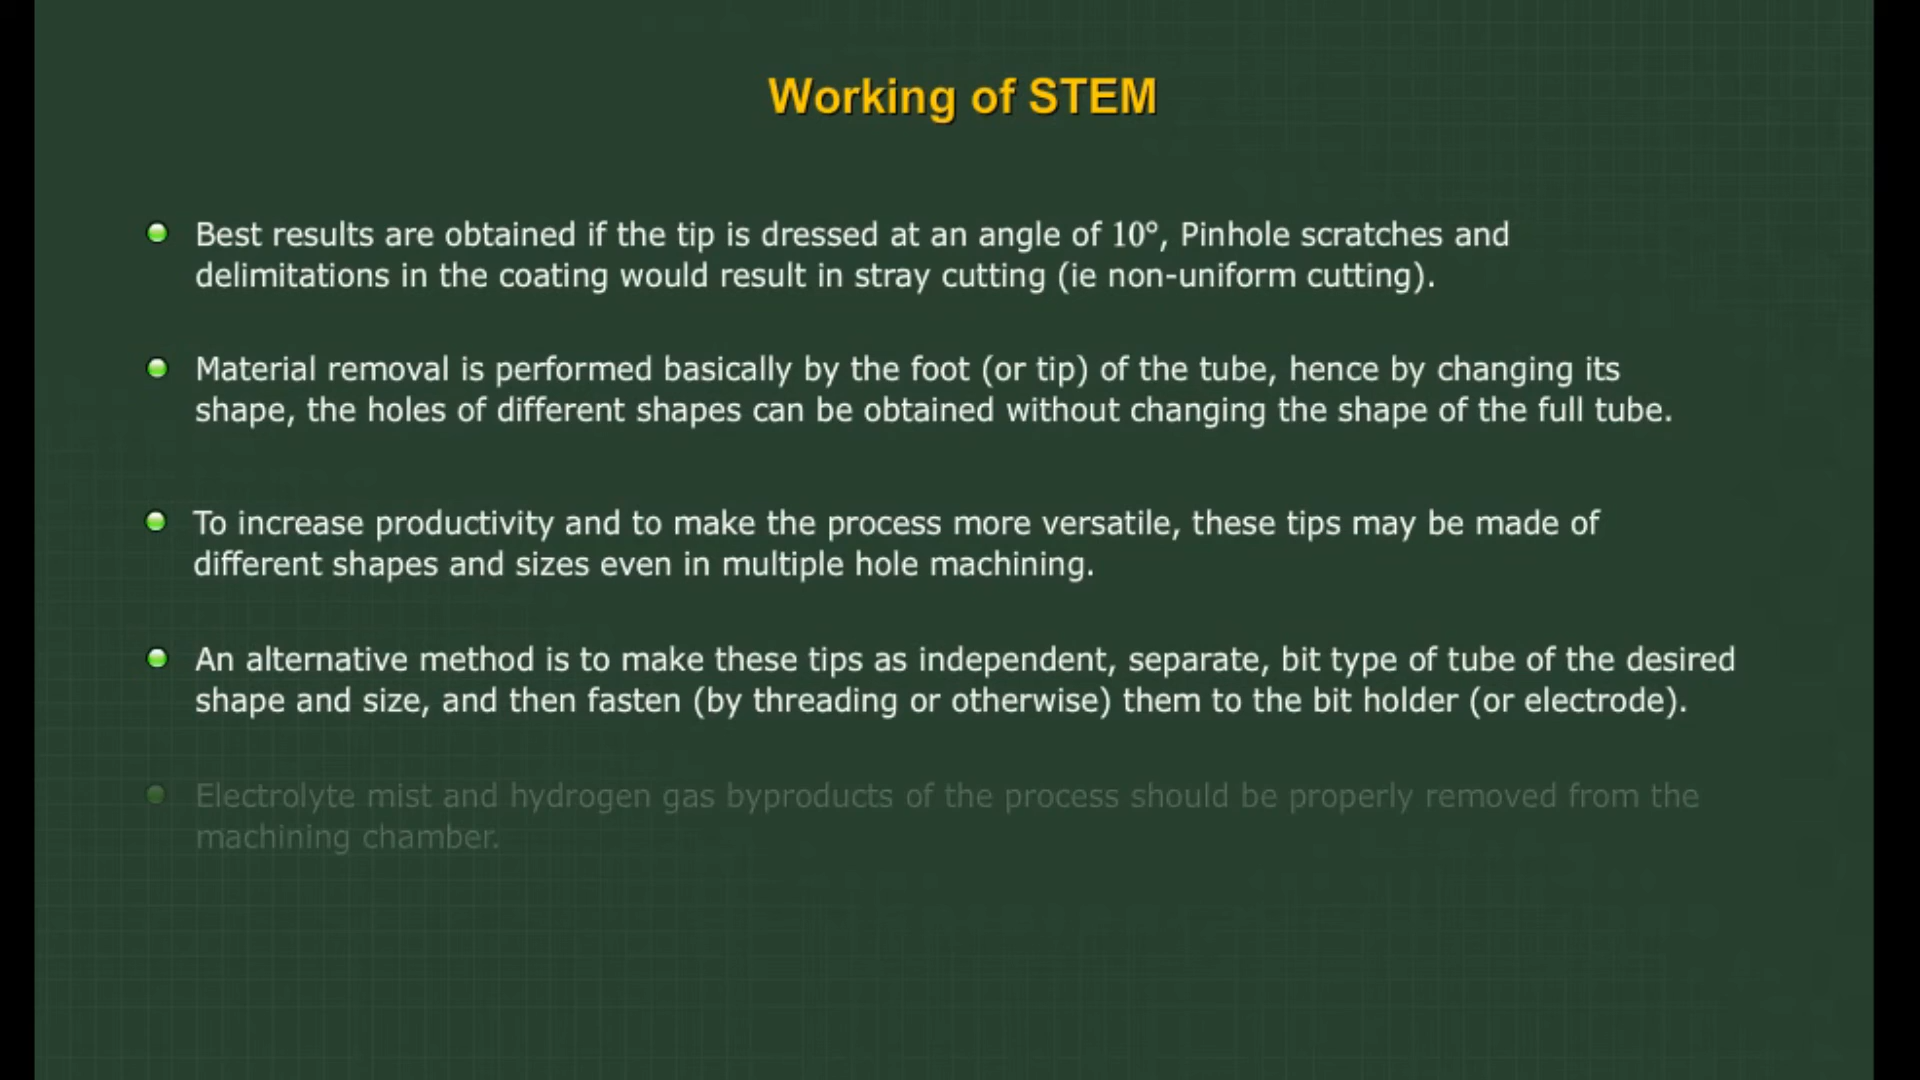 Working of STEM
Best results are obtained if the tip is dressed at an angle of 10°, Pinhole scratches and
delimitations in the coating would result in stray cutting (ie non-uniform cutting).
Material removal is performed basically by the foot (or tip) of the tube, hence by changing its
shape, the holes of different shapes can be obtained without changing the shape of the full tube.
To increase productivity and to make the process more versatile, these tips may be made of
different shapes and sizes even in multiple hole machining.
An alternative method is to make these tips as independent, separate, bit type of tube of the desired
shape and size, and then fasten (by threading or otherwise) them to the bit holder (or electrode).
Electrolyte mist and hydrogen gas byproducts of the process should be properly removed from the
machining chamber.